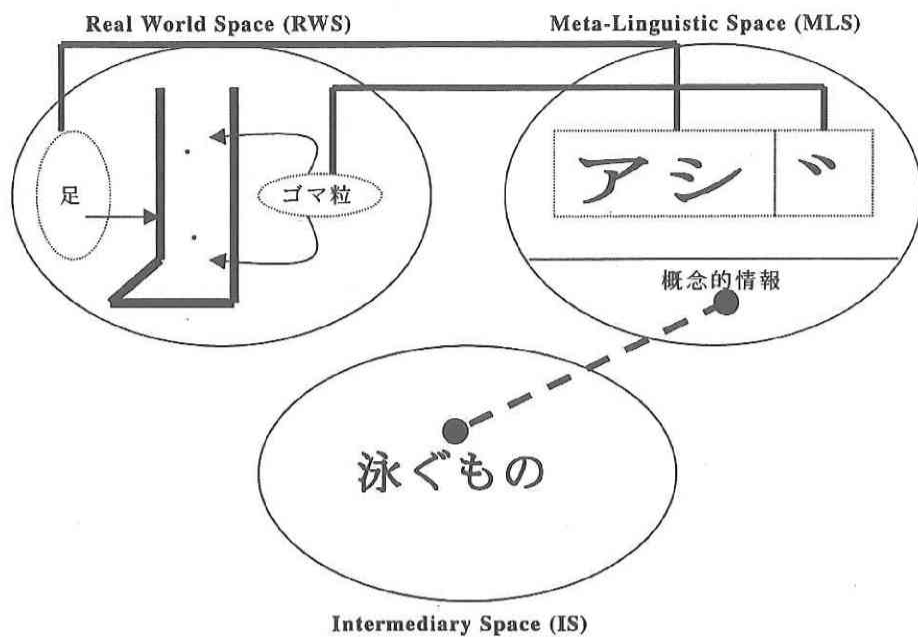 Real World Space (RWS)
Meta-Linguistic Space (MLS)
足
ゴマ粒
アシ゛
概念的情報
泳ぐもの
Intermediary Space (IS)